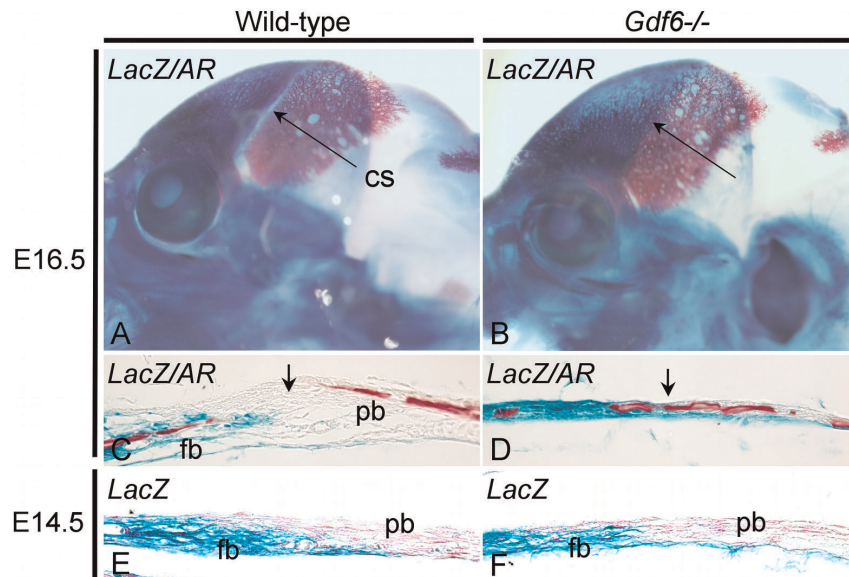 Wild-type
Gdf6-/-
LacZ/AR
LacZ/AR
cs
E16.5
A
B
LacZ/AR
LacZ/AR
pb
fb
C
D
E14.5
LacZ
LacZ
pb
pb
fb
fb
E
F